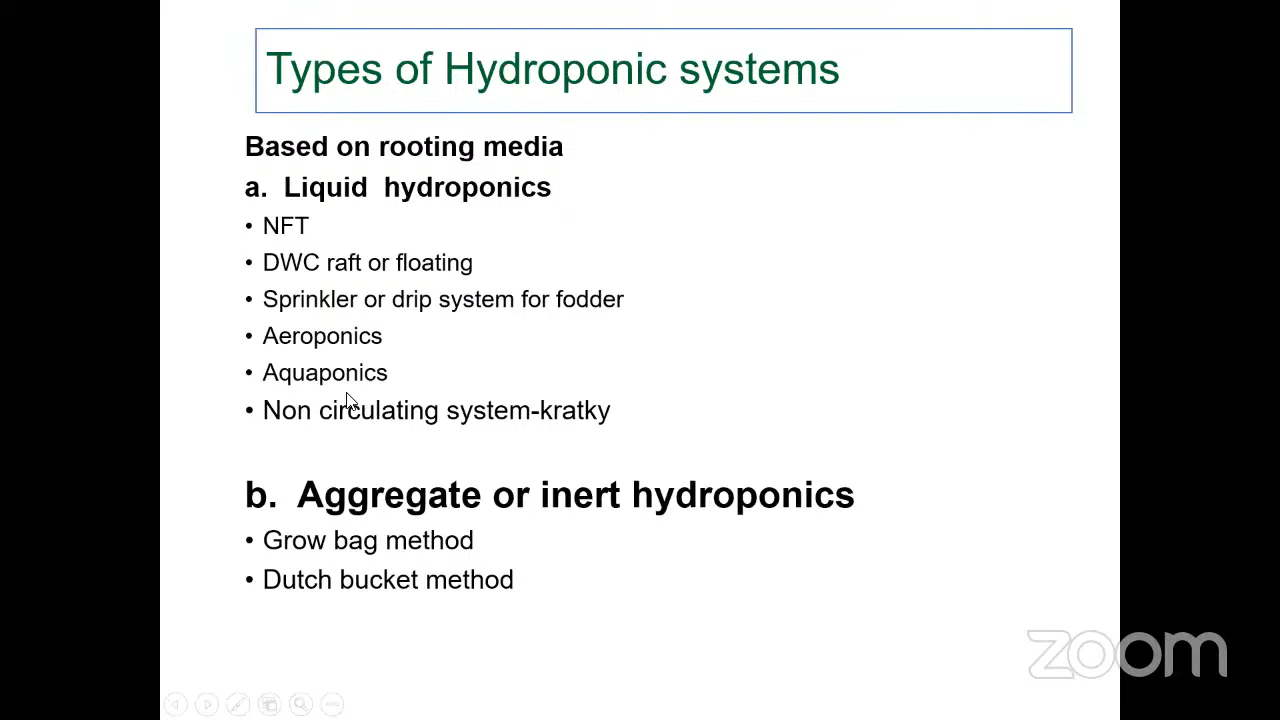 Types of Hydroponic systems
Based on rooting media
a. Liquid hydroponics
• NFT
• DWC raft or floating
• Sprinkler or drip system for fodder
• Aeroponics
• Aquaponics
• Non circulating system-kratky
b. Aggregate or inert hydroponics
• Grow bag method
• Dutch bucket method
zoom